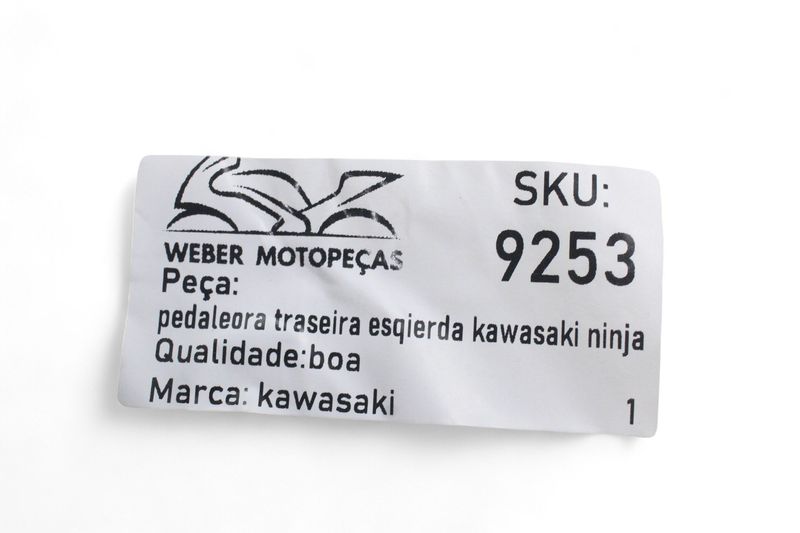 WEBER MOTOPEÇAS
SKU:
9253
Peça:
pedaleora traseira esqierda kawasaki ninja
Qualidade:boa
Marca: kawasaki
1